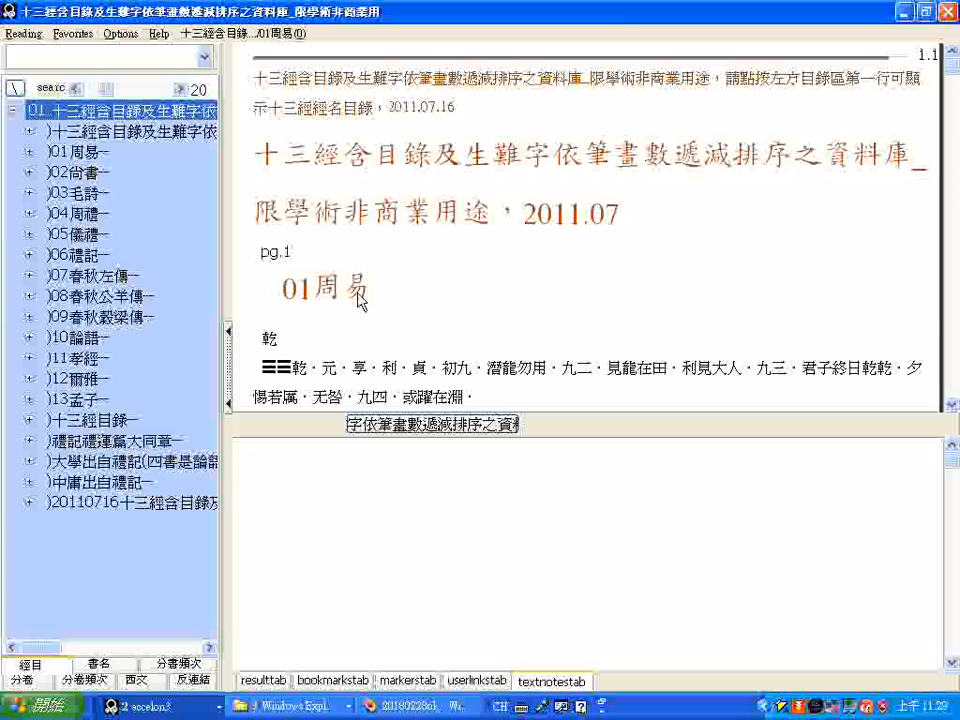 十三經含目錄及生難字依筆畫數遞減排序之資料庫_限學術非商業用
Reading Favorites Options Help 十三經含目錄.../01周易(0)
1.1
searc 20
01 十三經含目錄及生難字依
)十三經含目錄及生難字依
)01周易─
)02尚書─
)03毛詩─
)04周禮─
)05儀禮─
)06禮記─
)07春秋左傳─
)08春秋公羊傳─
)09春秋穀梁傳─
)10論語─
)11孝經─
)12爾雅─
)13孟子─
)十三經目錄─
)禮記禮運篇大同章─
)大學出自禮記(四書是論語
)中庸出自禮記─
)20110716十三經含目錄及
經目 書名 分書頻次
分卷 分卷頻次 西文 反連結
十三經含目錄及生難字依筆畫數遞減排序之資料庫_限學術非商業用途，請點按左方目錄區第一行可顯
示十三經經名目錄，2011.07.16
十三經含目錄及生難字依筆畫數遞減排序之資料庫_
限學術非商業用途，2011.07
pg.1
01周易
乾
䷀乾．元．享．利．貞．初九．潛龍勿用．九二．見龍在田．利見大人．九三．君子終日乾乾．夕
惕若厲．无咎．九四．或躍在淵．
字依筆畫數遞減排序之資料
resulttab bookmarkstab markerstab userlinkstab textnotestab
開始 2 accelon3 3 Windows Expl. 20180228ok Wi. CH 上午 11:29